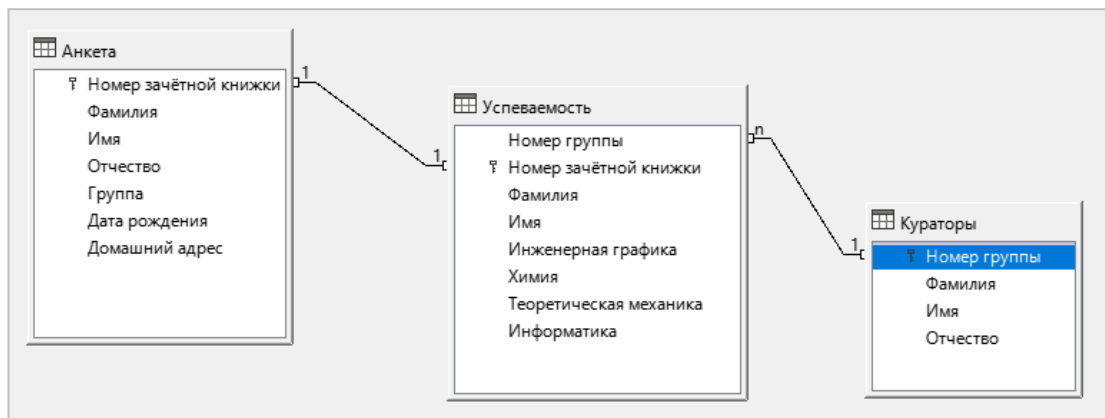 Анкета
Номер зачётной книжки
Фамилия
Имя
Отчество
Группа
Дата рождения
Домашний адрес
1
1
Успеваемость
Номер группы
Номер зачётной книжки
Фамилия
Имя
Инженерная графика
Химия
Теоретическая механика
Информатика
n
1
Кураторы
Номер группы
Фамилия
Имя
Отчество